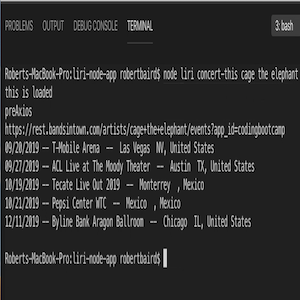 PROBLEMS OUTPUT DEBUG CONSOLE TERMINAL 3: bash
Roberts-MacBook-Pro:liri-node-app robertbaird$ node liri concert-this cage the elephant
this is loaded
preAxios
https://rest.bandsintown.com/artists/cage+the+elephant/events?app_id=codingbootcamp
09/20/2019 -- T-Mobile Arena -- Las Vegas NV, United States
09/27/2019 -- ACL Live at The Moody Theater -- Austin TX, United States
10/19/2019 -- Tecate Live Out 2019 -- Monterrey , Mexico
10/21/2019 -- Pepsi Center WTC -- Mexico , Mexico
12/11/2019 -- Byline Bank Aragon Ballroom -- Chicago IL, United States
Roberts-MacBook-Pro:liri-node-app robertbaird$